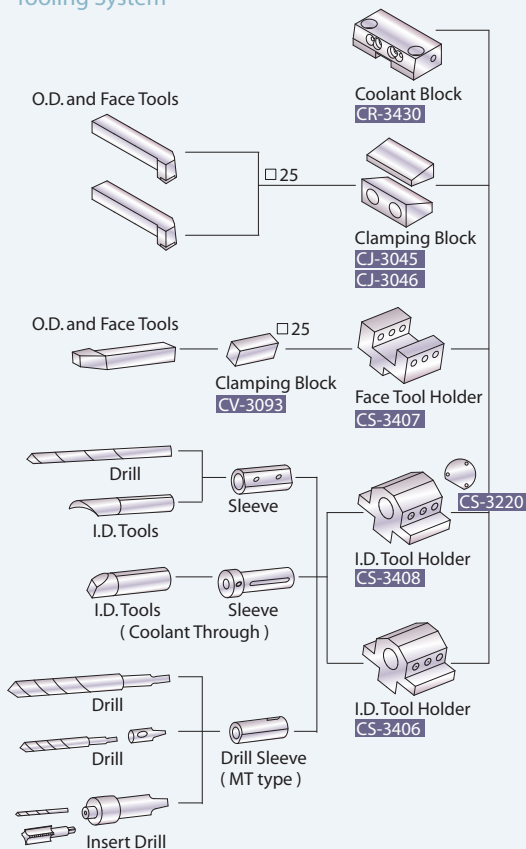 Tooling System
O.D. and Face Tools
Coolant Block
CR-3430
□25
Clamping Block
CJ-3045
CJ-3046
O.D. and Face Tools
□25
Clamping Block
CV-3093
Face Tool Holder
CS-3407
Drill
I.D. Tools
Sleeve
CS-3220
I.D. Tool Holder
CS-3408
I.D. Tools
( Coolant Through )
Sleeve
I.D. Tool Holder
CS-3406
Drill
Drill
Drill Sleeve
( MT type )
Insert Drill